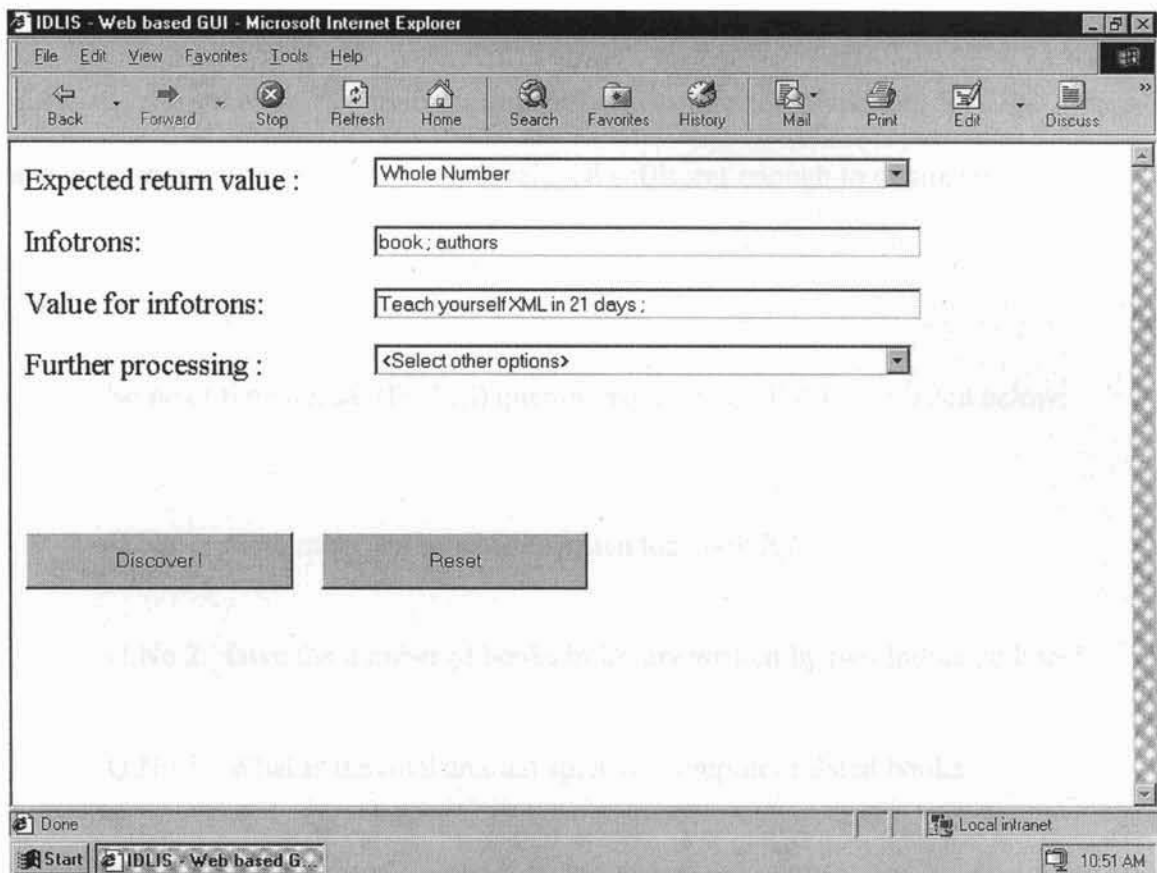 IDLIS - Web based GUI - Microsoft Internet Explorer
File Edit View Favorites Tools Help
Back Forward Stop Refresh Home Search Favorites History Mail Print Edit Discuss »
Expected return value : Whole Number
Infotrons: book ; authors
Value for infotrons: Teach yourself XML in 21 days ;
Further processing : <Select other options>
Discover! Reset
Done Local intranet
Start IDLIS - Web based G... 10:51 AM